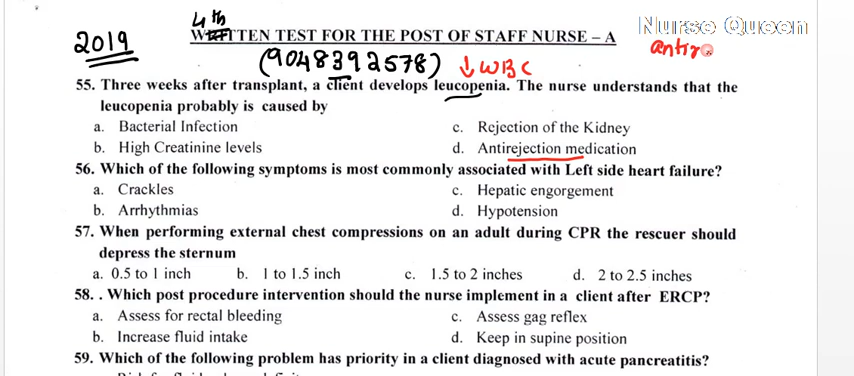 Nurse Queen
4th
2019
WRITTEN TEST FOR THE POST OF STAFF NURSE – A
(9048392578)
↓ WBC
55. Three weeks after transplant, a client develops leucopenia. The nurse understands that the
leucopenia probably is caused by
a. Bacterial Infection c. Rejection of the Kidney
b. High Creatinine levels d. Antirejection medication
56. Which of the following symptoms is most commonly associated with Left side heart failure?
a. Crackles c. Hepatic engorgement
b. Arrhythmias d. Hypotension
57. When performing external chest compressions on an adult during CPR the rescuer should
depress the sternum
a. 0.5 to 1 inch b. 1 to 1.5 inch c. 1.5 to 2 inches d. 2 to 2.5 inches
58. . Which post procedure intervention should the nurse implement in a client after ERCP?
a. Assess for rectal bleeding c. Assess gag reflex
b. Increase fluid intake d. Keep in supine position
59. Which of the following problem has priority in a client diagnosed with acute pancreatitis?